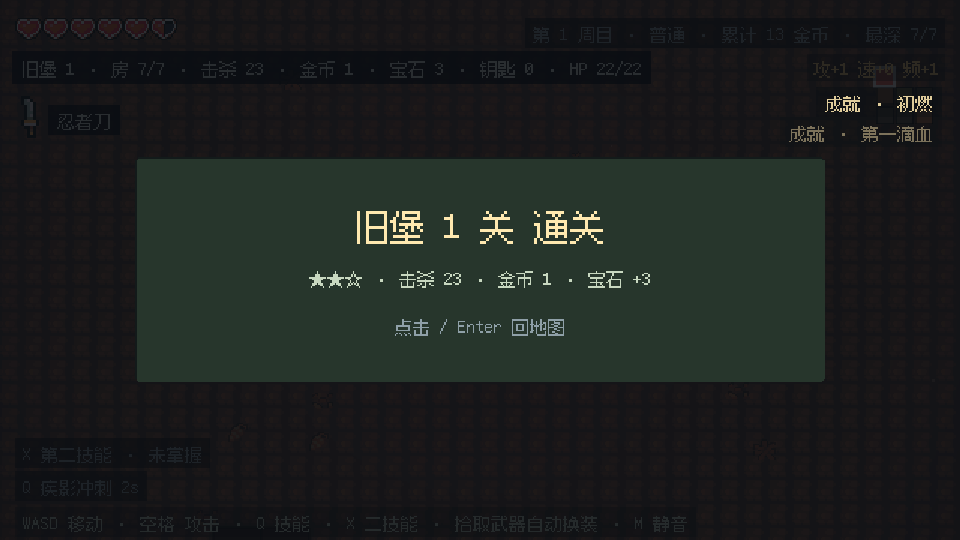 第 1 周目 · 普通 · 累计 13 金币 · 最深 7/7
旧堡 1 · 房 7/7 · 击杀 23 · 金币 1 · 宝石 3 · 钥匙 0 · HP 22/22
攻+1 速+0 频+1
成就 · 初燃
忍者刀
成就 · 第一滴血
旧堡 1 关 通关
★★☆ · 击杀 23 · 金币 1 · 宝石 +3
点击 / Enter 回地图
X 第二技能 · 未掌握
Q 疾影冲刺 2s
WASD 移动 · 空格 攻击 · Q 技能 · X 二技能 · 拾取武器自动换装 · M 静音